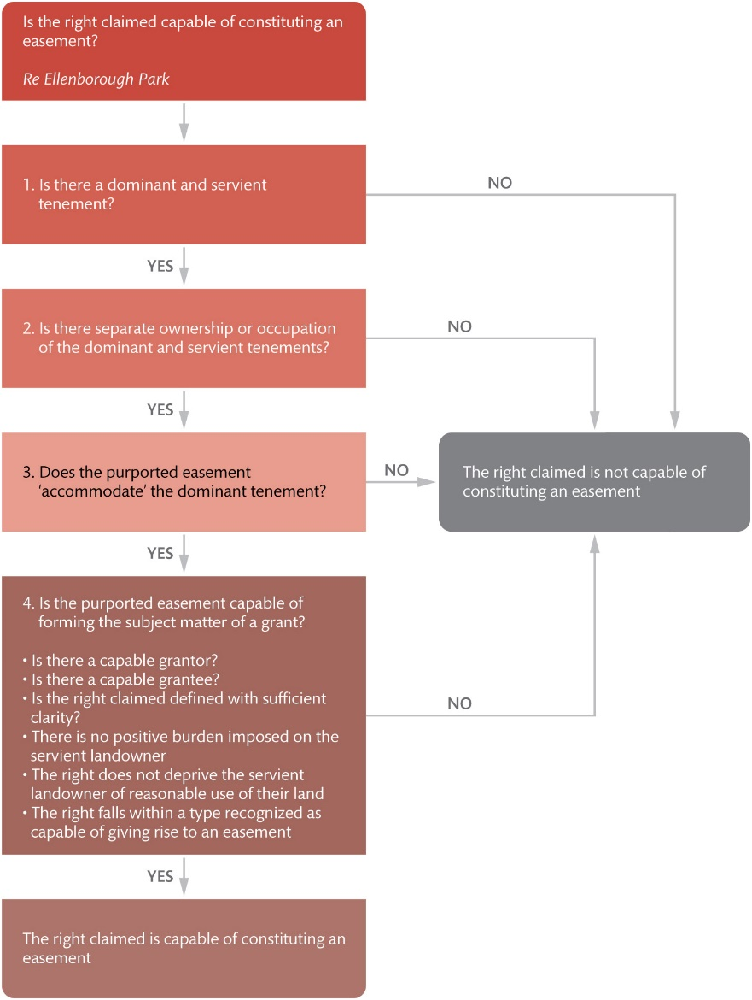 Is the right claimed capable of constituting an
easement?
Re Ellenborough Park
1. Is there a dominant and servient
tenement?
NO
YES
2. Is there separate ownership or occupation
of the dominant and servient tenements?
NO
YES
3. Does the purported easement
‘accommodate’ the dominant tenement?
NO
The right claimed is not capable of
constituting an easement
YES
4. Is the purported easement capable of
forming the subject matter of a grant?
• Is there a capable grantor?
• Is there a capable grantee?
• Is the right claimed defined with sufficient
clarity?
• There is no positive burden imposed on the
servient landowner
• The right does not deprive the servient
landowner of reasonable use of their land
• The right falls within a type recognized as
capable of giving rise to an easement
NO
YES
The right claimed is capable of constituting an
easement